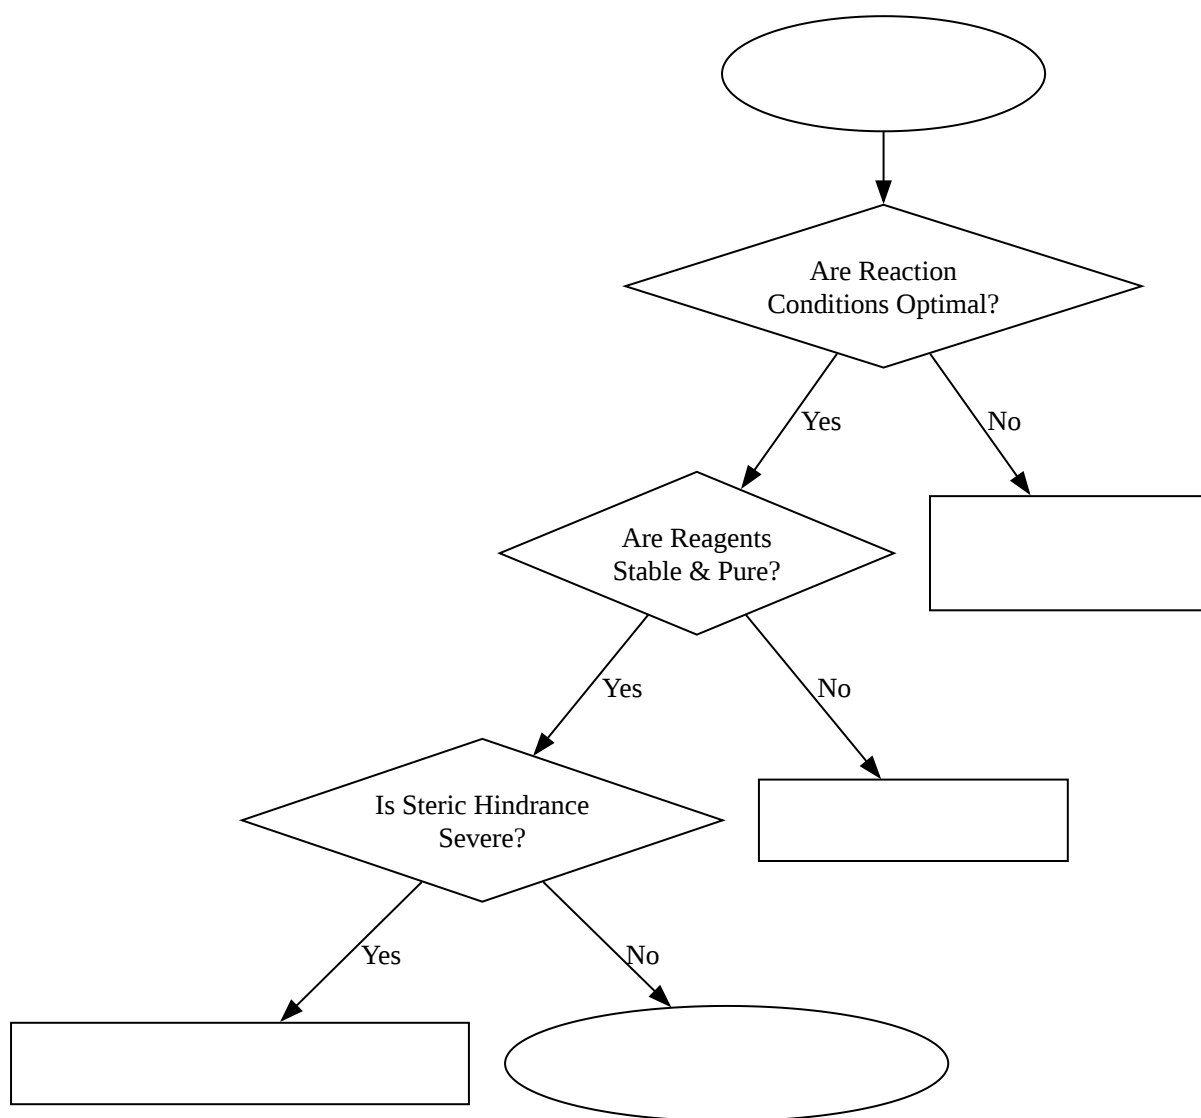 Are Reaction
Conditions Optimal?
Yes
No
Are Reagents
Stable & Pure?
Yes
No
Is Steric Hindrance
Severe?
Yes
No